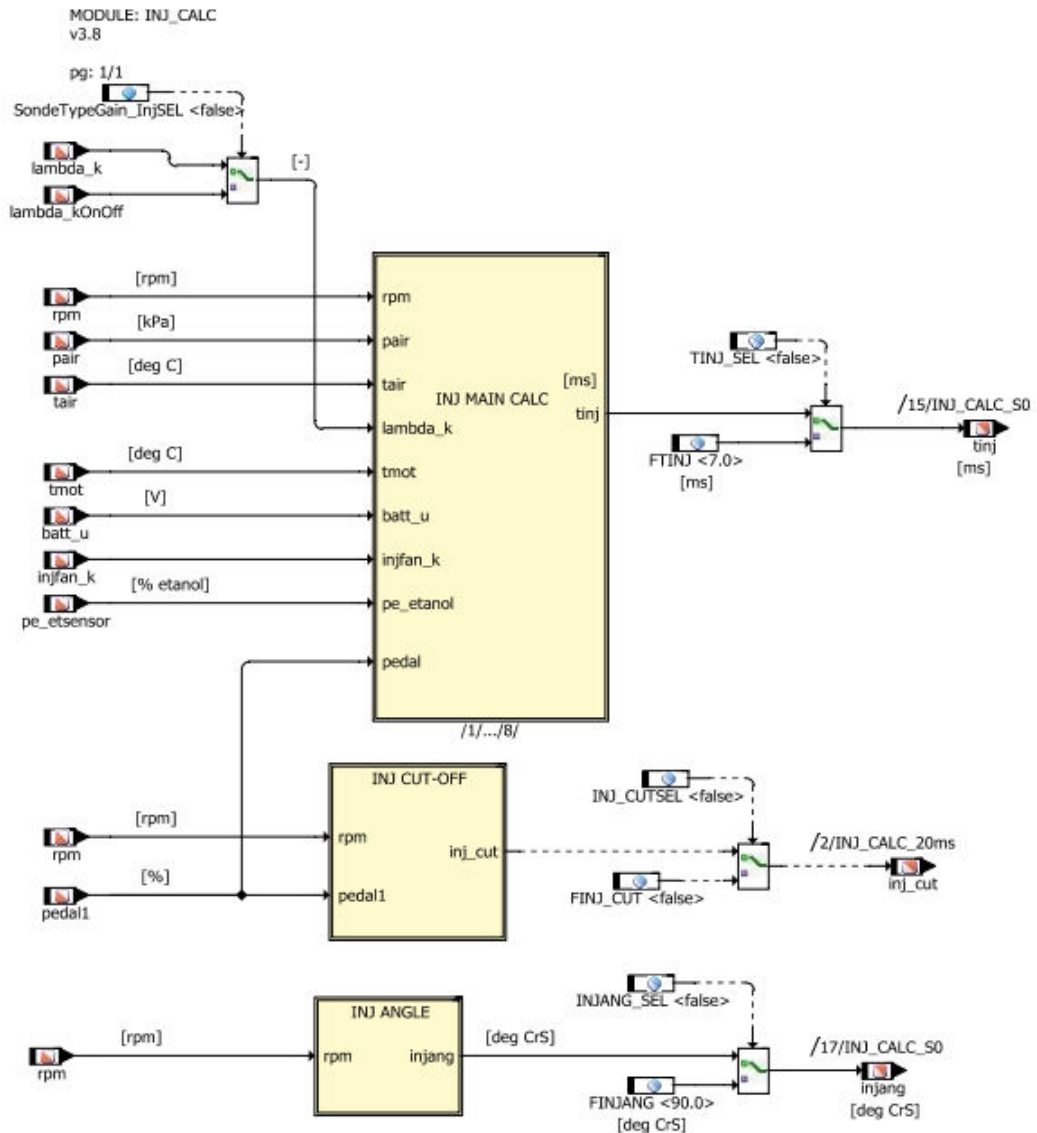 MODULE: INJ_CALC
v3.8
pg: 1/1
SondeTypeGain_InjSEL <false>
lambda_k
[-]
lambda_kOnOff
[rpm]
rpm
rpm
[kPa]
pair
pair
[deg C]
tair
tair
INJ MAIN CALC
[ms]
tinj
lambda_k
[deg C]
tmot
tmot
[V]
batt_u
batt_u
injfan_k
injfan_k
[% etanol]
pe_etsensor
pe_etanol
pedal
/1/.../8/
TINJ_SEL <false>
FTINJ <7.0>
[ms]
/15/INJ_CALC_S0
tinj
[ms]
INJ CUT-OFF
[rpm]
rpm
rpm
inj_cut
[%]
pedal1
pedal1
INJ_CUTSEL <false>
FINJ_CUT <false>
/2/INJ_CALC_20ms
inj_cut
INJ ANGLE
[rpm]
rpm
rpm
injang
[deg CrS]
INJANG_SEL <false>
FINJANG <90.0>
[deg CrS]
/17/INJ_CALC_S0
injang
[deg CrS]